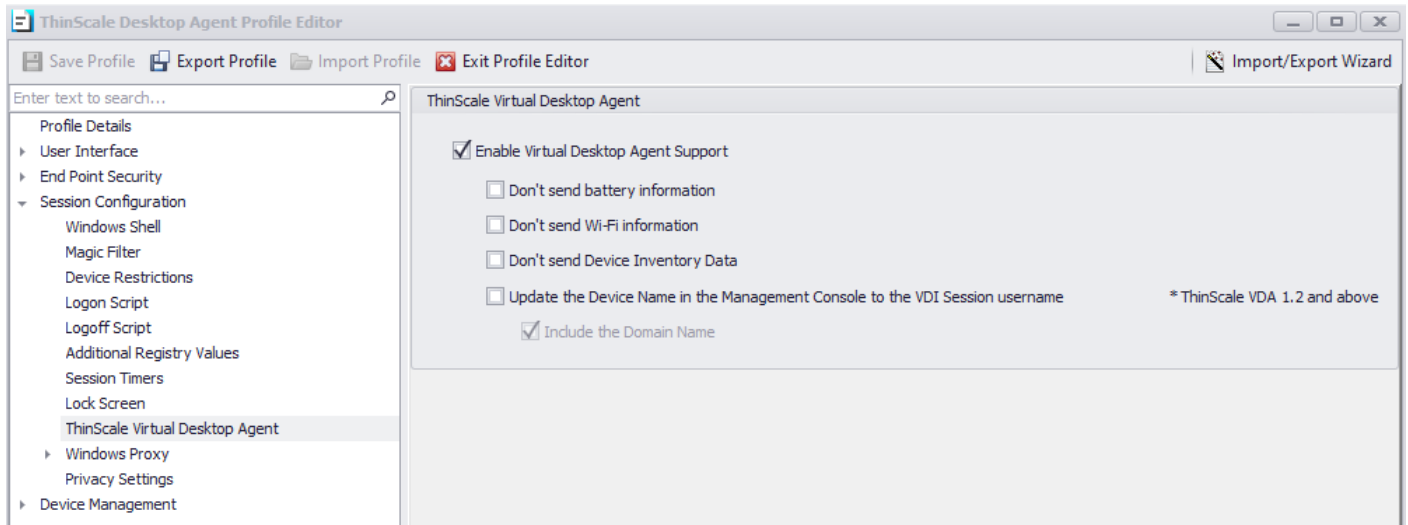 ThinScale Desktop Agent Profile Editor
Save Profile Export Profile Import Profile Exit Profile Editor Import/Export Wizard
Enter text to search...
Profile Details
User Interface
End Point Security
Session Configuration
Windows Shell
Magic Filter
Device Restrictions
Logon Script
Logoff Script
Additional Registry Values
Session Timers
Lock Screen
ThinScale Virtual Desktop Agent
Windows Proxy
Privacy Settings
Device Management
ThinScale Virtual Desktop Agent
Enable Virtual Desktop Agent Support
Don't send battery information
Don't send Wi-Fi information
Don't send Device Inventory Data
Update the Device Name in the Management Console to the VDI Session username * ThinScale VDA 1.2 and above
Include the Domain Name